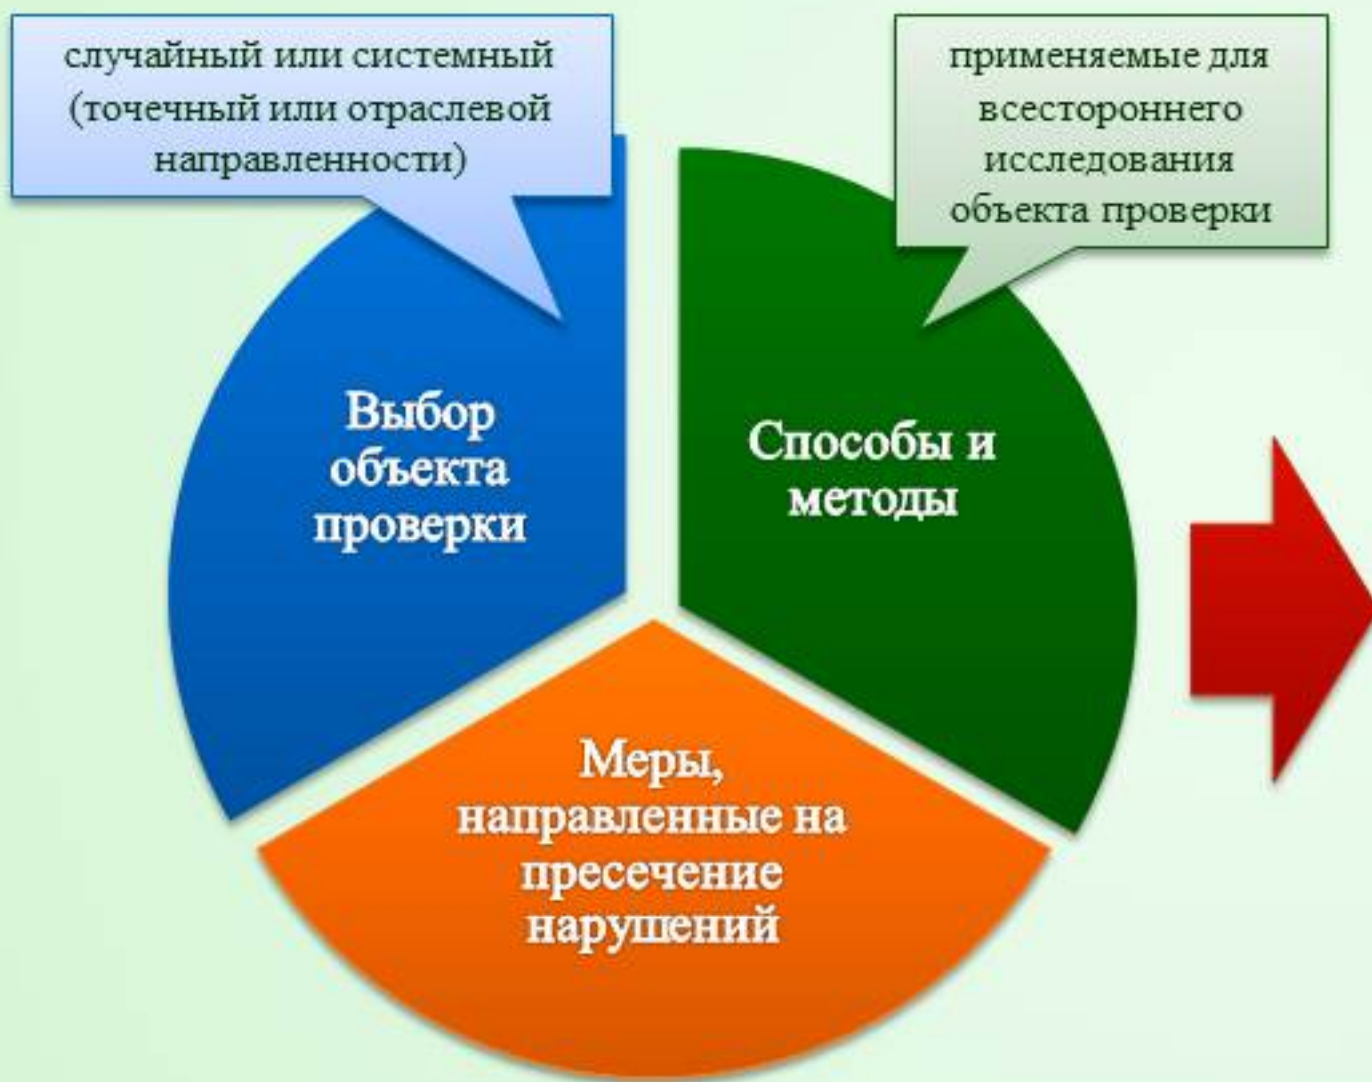 случайный или системный
(точечный или отраслевой
направленности)
применяемые для
всестороннего
исследования
объекта проверки
Выбор
объекта
проверки
Способы и
методы
Меры,
направленные на
пресечение
нарушений